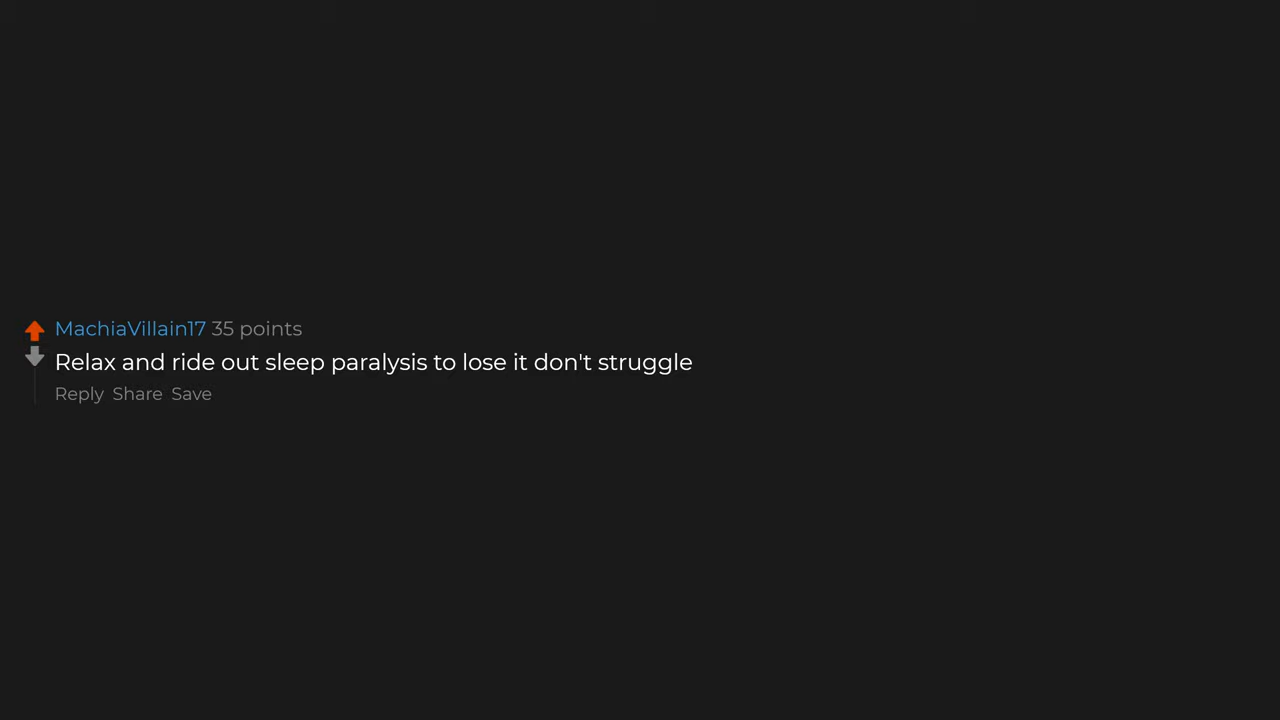 MachiaVillain17 35 points
Relax and ride out sleep paralysis to lose it don't struggle
Reply Share Save